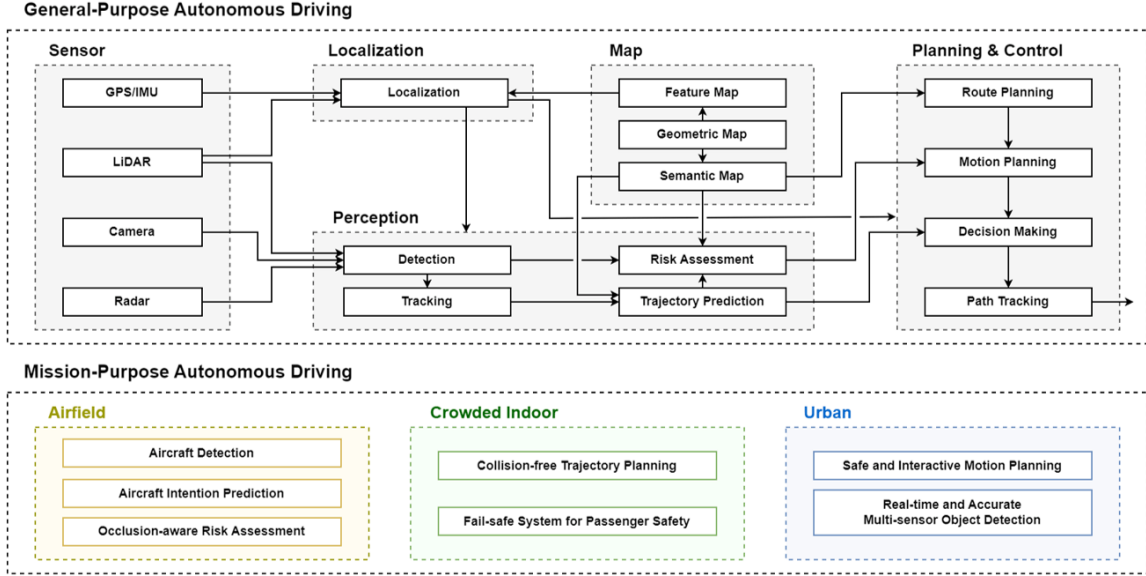 General-Purpose Autonomous Driving
Sensor
GPS/IMU
LiDAR
Camera
Radar
Localization
Localization
Perception
Detection
Tracking
Risk Assessment
Trajectory Prediction
Map
Feature Map
Geometric Map
Semantic Map
Planning & Control
Route Planning
Motion Planning
Decision Making
Path Tracking
Mission-Purpose Autonomous Driving
Airfield
Aircraft Detection
Aircraft Intention Prediction
Occlusion-aware Risk Assessment
Crowded Indoor
Collision-free Trajectory Planning
Fail-safe System for Passenger Safety
Urban
Safe and Interactive Motion Planning
Real-time and Accurate
Multi-sensor Object Detection